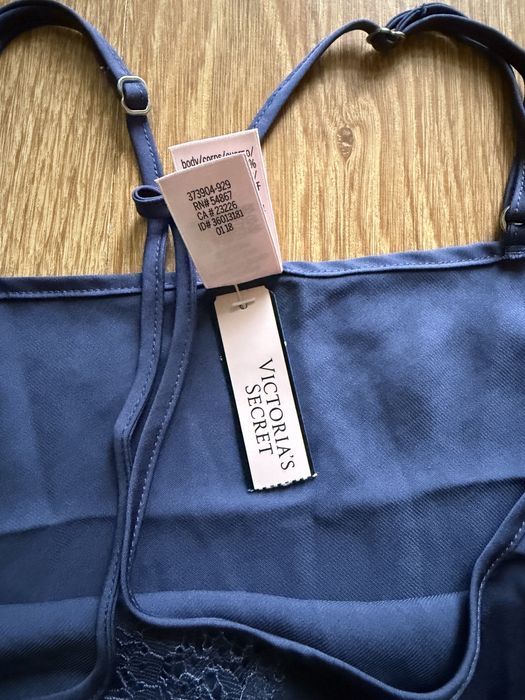 body/corps/cuerpo/
%
/
F
373904-929
RN# 54867
CA # 23226
ID# 36013181
0118
VICTORIA'S
SECRET